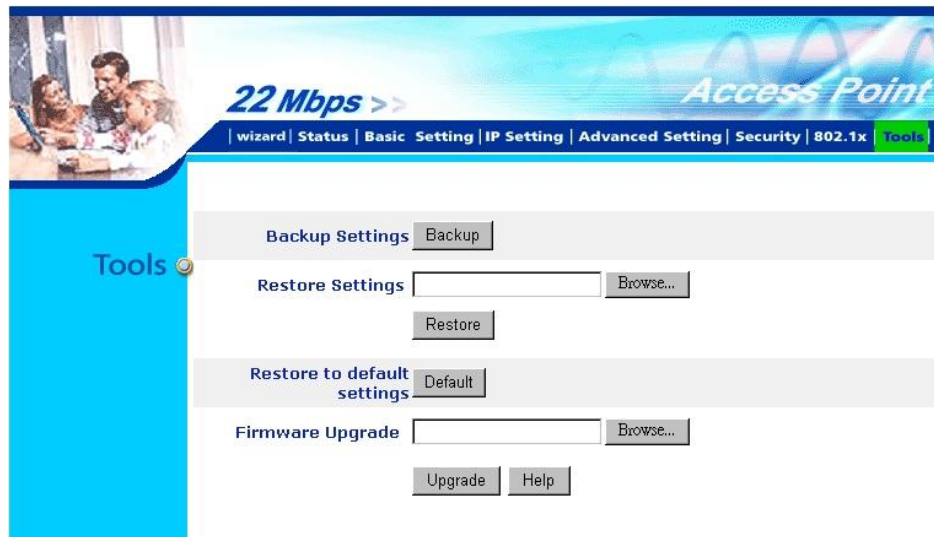 22 Mbps >>
Access Point
| wizard | Status | Basic Setting | IP Setting | Advanced Setting | Security | 802.1x | Tools |
Tools
Backup Settings Backup
Restore Settings Browse...
Restore
Restore to default
settings Default
Firmware Upgrade Browse...
Upgrade Help